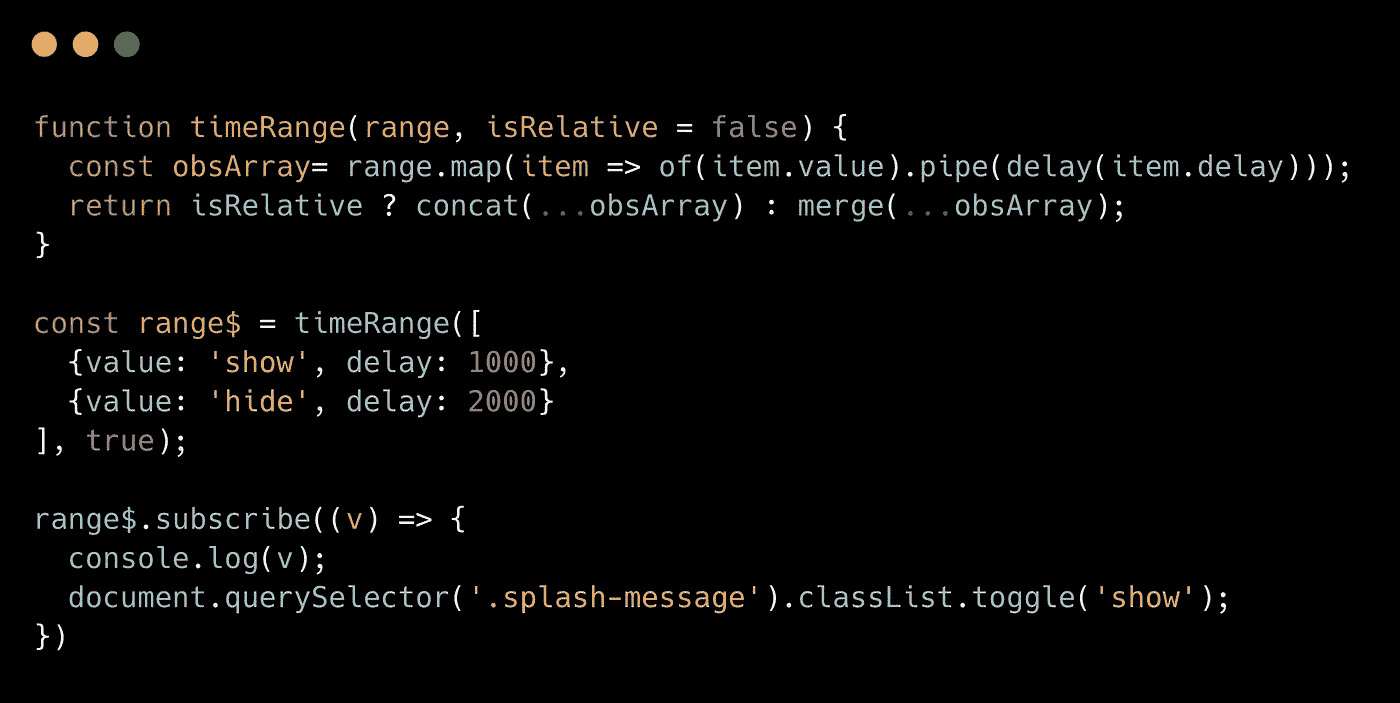 function timeRange(range, isRelative = false) {
  const obsArray= range.map(item => of(item.value).pipe(delay(item.delay)));
  return isRelative ? concat(...obsArray) : merge(...obsArray);
}
const range$ = timeRange([
  {value: 'show', delay: 1000},
  {value: 'hide', delay: 2000}
], true);
range$.subscribe((v) => {
  console.log(v);
  document.querySelector('.splash-message').classList.toggle('show');
})